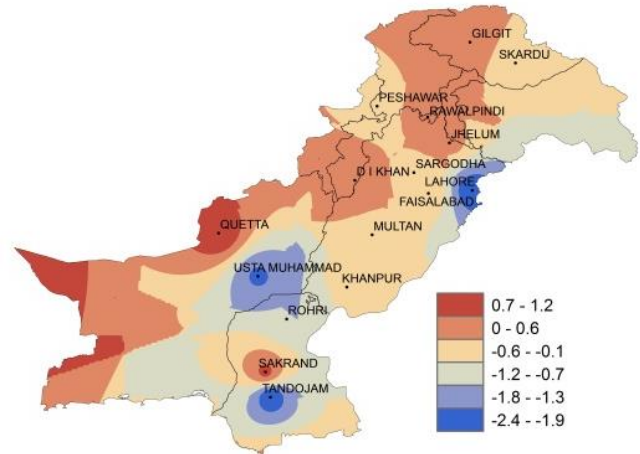 GILGIT
SKARDU
PESHAWAR
RAWALPINDI
JHELUM
SARGODHA
D I KHAN
LAHORE
FAISALABAD
QUETTA
MULTAN
USTA MUHAMMAD
KHANPUR
ROHRI
SAKRAND
TANDOJAM
0.7 - 1.2
0 - 0.6
-0.6 - -0.1
-1.2 - -0.7
-1.8 - -1.3
-2.4 - -1.9